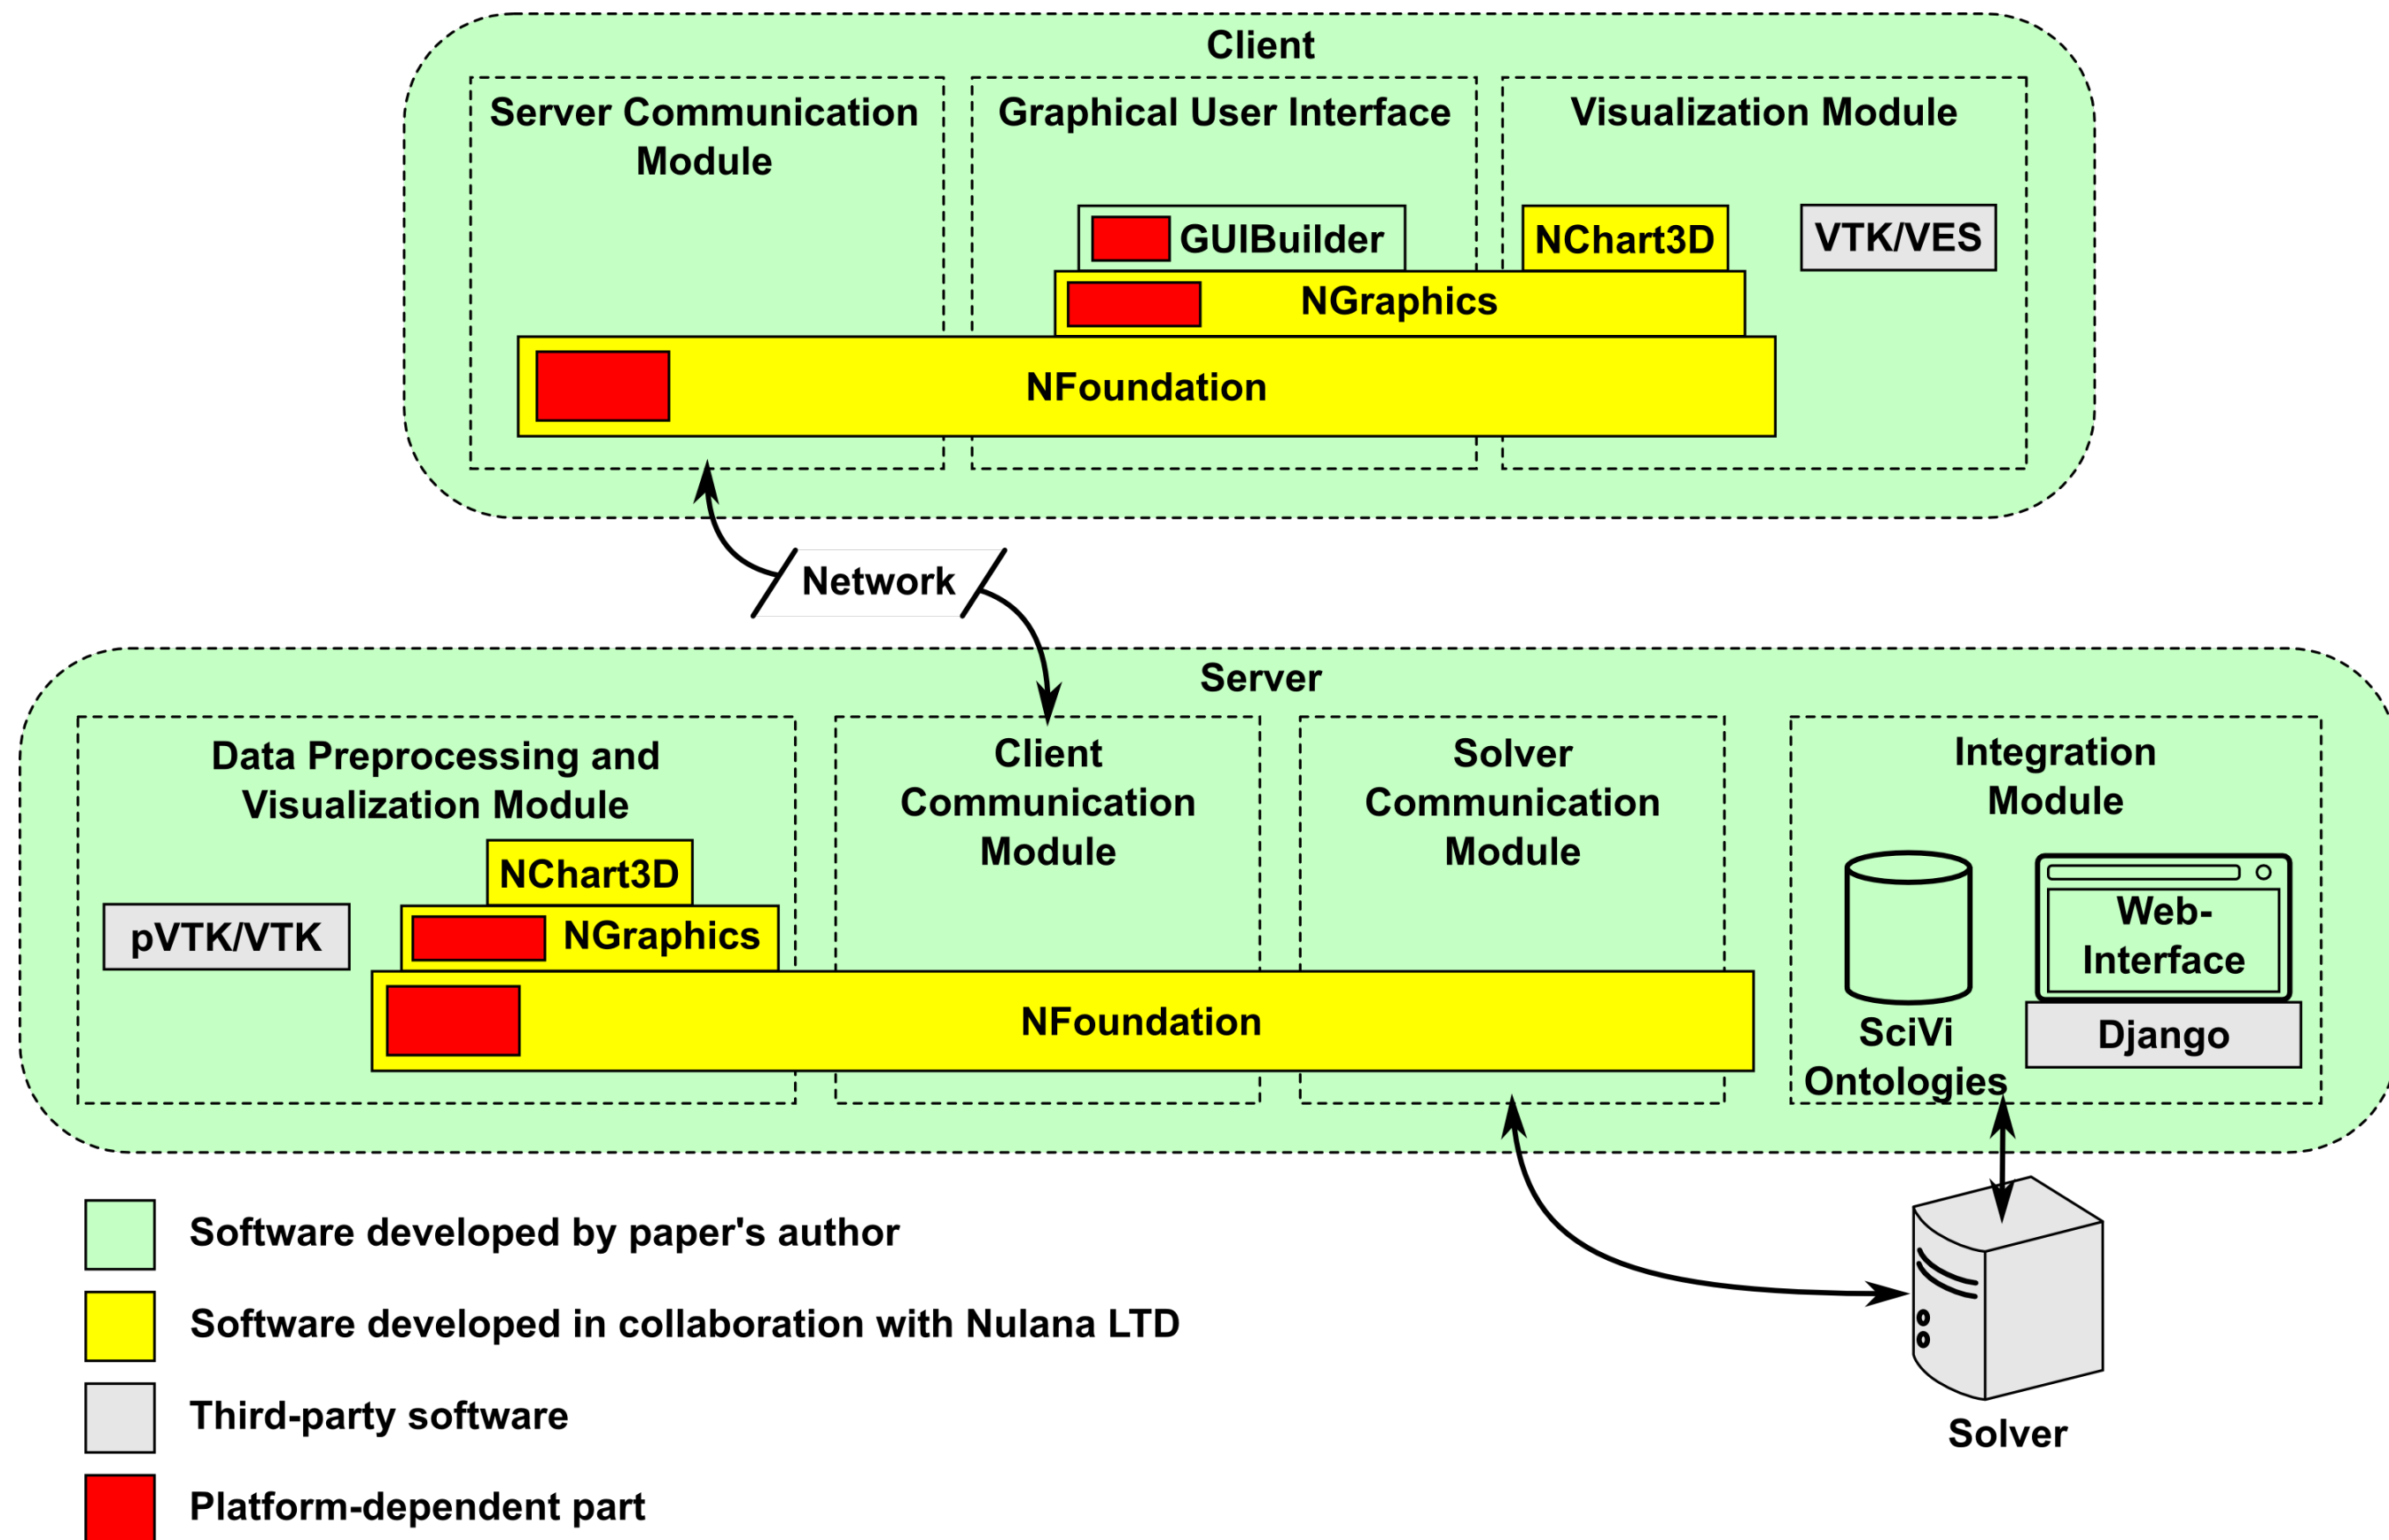 Client
Server Communication
Module
Graphical User Interface
Visualization Module
GUIBuilder
NChart3D
VTK/VES
NGraphics
NFoundation
Network
Server
Data Preprocessing and
Visualization Module
Client
Communication
Module
Solver
Communication
Module
Integration
Module
NChart3D
pVTK/VTK
NGraphics
NFoundation
Web-
Interface
SciVi
Ontologies
Django
Software developed by paper's author
Software developed in collaboration with Nulana LTD
Third-party software
Platform-dependent part
Solver